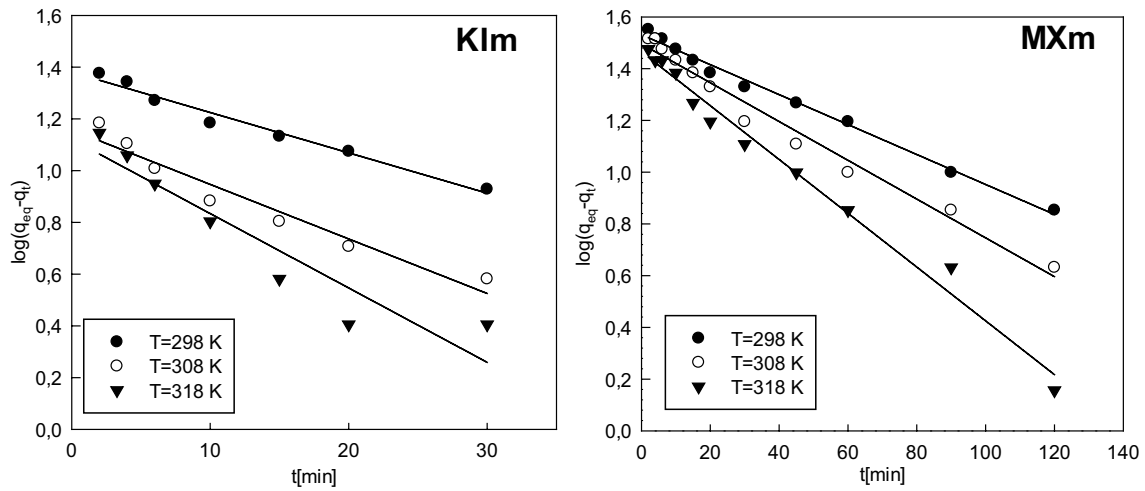 KIm
1,6
1,4
1,2
1,0
0,8
0,6
0,4
0,2
0,0
log(qeq-qt)
T=298 K
T=308 K
T=318 K
0 10 20 30
t[min]
MXm
1,6
1,4
1,2
1,0
0,8
0,6
0,4
0,2
0,0
log(qeq-qt)
T=298 K
T=308 K
T=318 K
0 20 40 60 80 100 120 140
t[min]